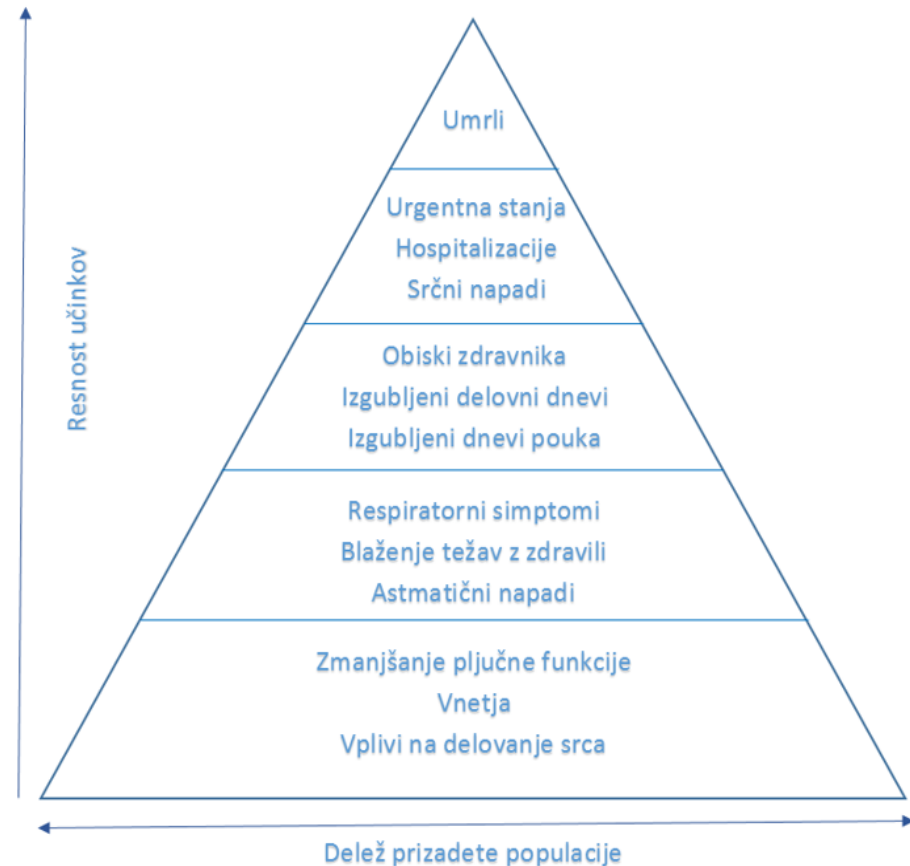 Umrli
Urgentna stanja
Hospitalizacije
Srčni napadi
Obiski zdravnika
Izgubljeni delovni dnevi
Izgubljeni dnevi pouka
Respiratorni simptomi
Blaženje težav z zdravili
Astmatični napadi
Zmanjšanje pljučne funkcije
Vnetja
Vplivi na delovanje srca
Resnost učinkov
Delež prizadete populacije